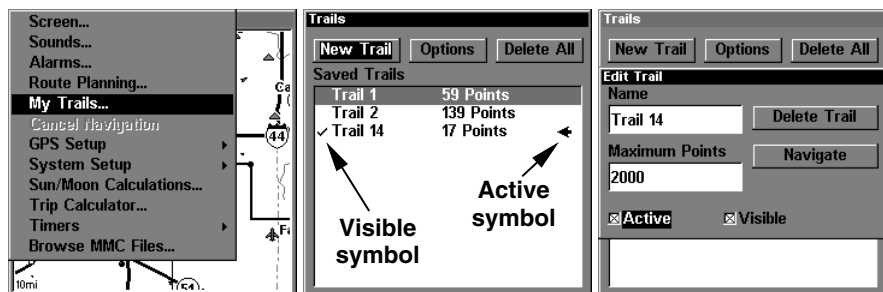 Screen...
Sounds...
Alarms...
Route Planning...
My Trails...
Cancel Navigation
GPS Setup
System Setup
Sun/Moon Calculations...
Trip Calculator...
Timers
Browse MMC Files...
10mi
44
51
Ca
Fa
Trails
New Trail Options Delete All
Saved Trails
Trail 1 59 Points
Trail 2 139 Points
Trail 14 17 Points
Visible symbol
Active symbol
Trails
New Trail Options Delete All
Edit Trail
Name
Trail 14 Delete Trail
Maximum Points Navigate
2000
Active Visible